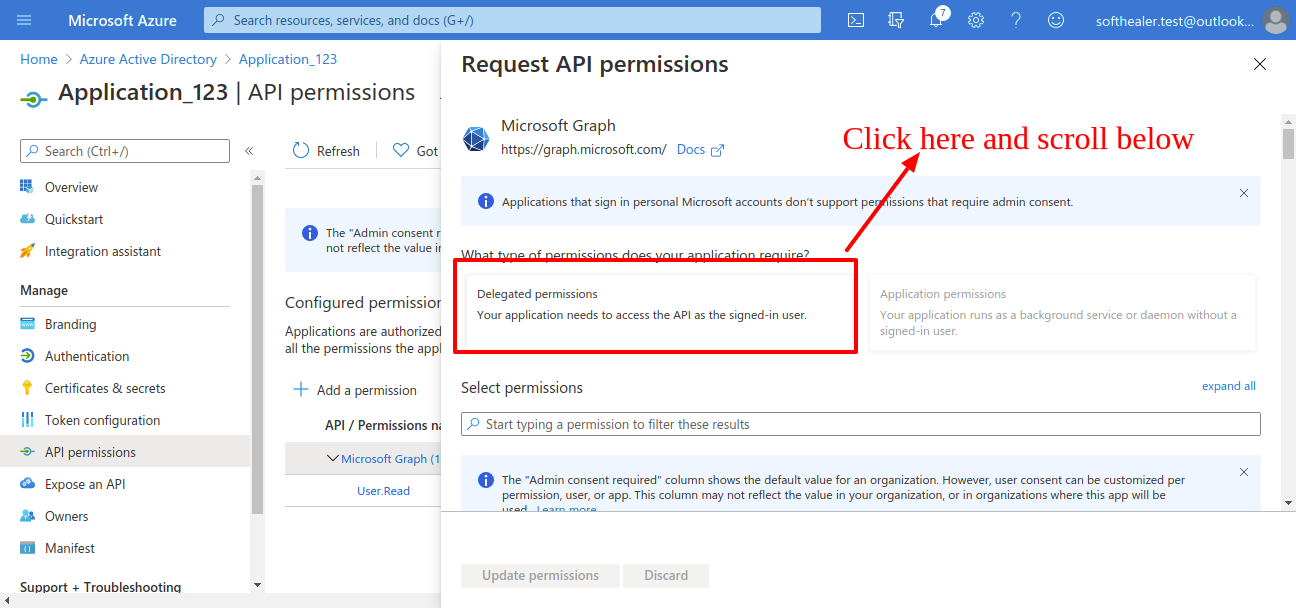 Microsoft Azure
Search resources, services, and docs (G+/)
7
softhealer.test@outlook...
Home > Azure Active Directory > Application_123
Application_123 | API permissions
Search (Ctrl+/)
«
Overview
Quickstart
Integration assistant
Manage
Branding
Authentication
Certificates & secrets
Token configuration
API permissions
Expose an API
Owners
Manifest
Support + Troubleshooting
Refresh
Got
The "Admin consent r
not reflect the value in
Configured permission
Applications are authorized
all the permissions the appl
Add a permission
API / Permissions na
Microsoft Graph (1
User.Read
Request API permissions
Microsoft Graph
https://graph.microsoft.com/ Docs
Click here and scroll below
Applications that sign in personal Microsoft accounts don't support permissions that require admin consent.
What type of permissions does your application require?
Delegated permissions
Your application needs to access the API as the signed-in user.
Application permissions
Your application runs as a background service or daemon without a
signed-in user.
Select permissions
expand all
Start typing a permission to filter these results
The "Admin consent required" column shows the default value for an organization. However, user consent can be customized per
permission, user, or app. This column may not reflect the value in your organization, or in organizations where this app will be
used. Learn more
Update permissions
Discard